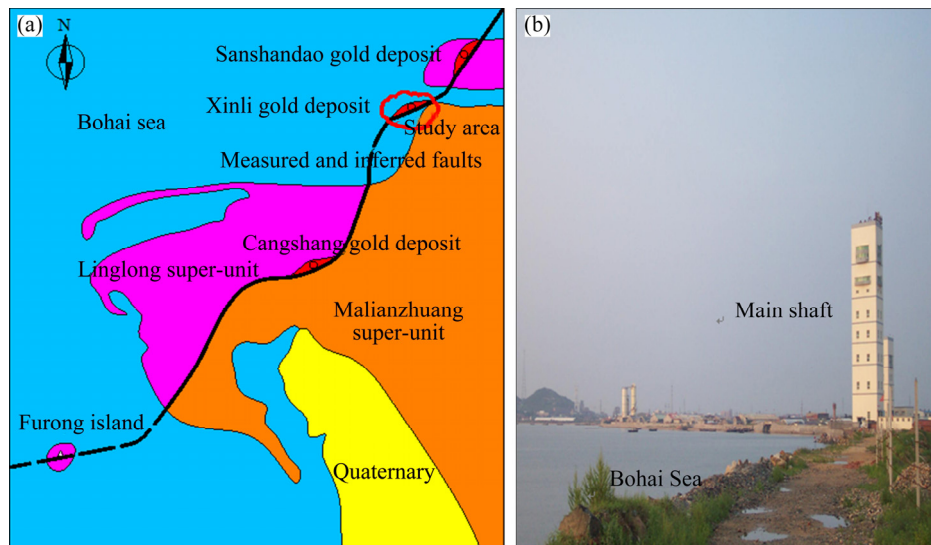 (a)
N
Sanshandao gold deposit
Xinli gold deposit
Bohai sea
Study area
Measured and inferred faults
Cangshang gold deposit
Linglong super-unit
Malianzhuang
super-unit
Furong island
Quaternary
(b)
Main shaft
Bohai Sea